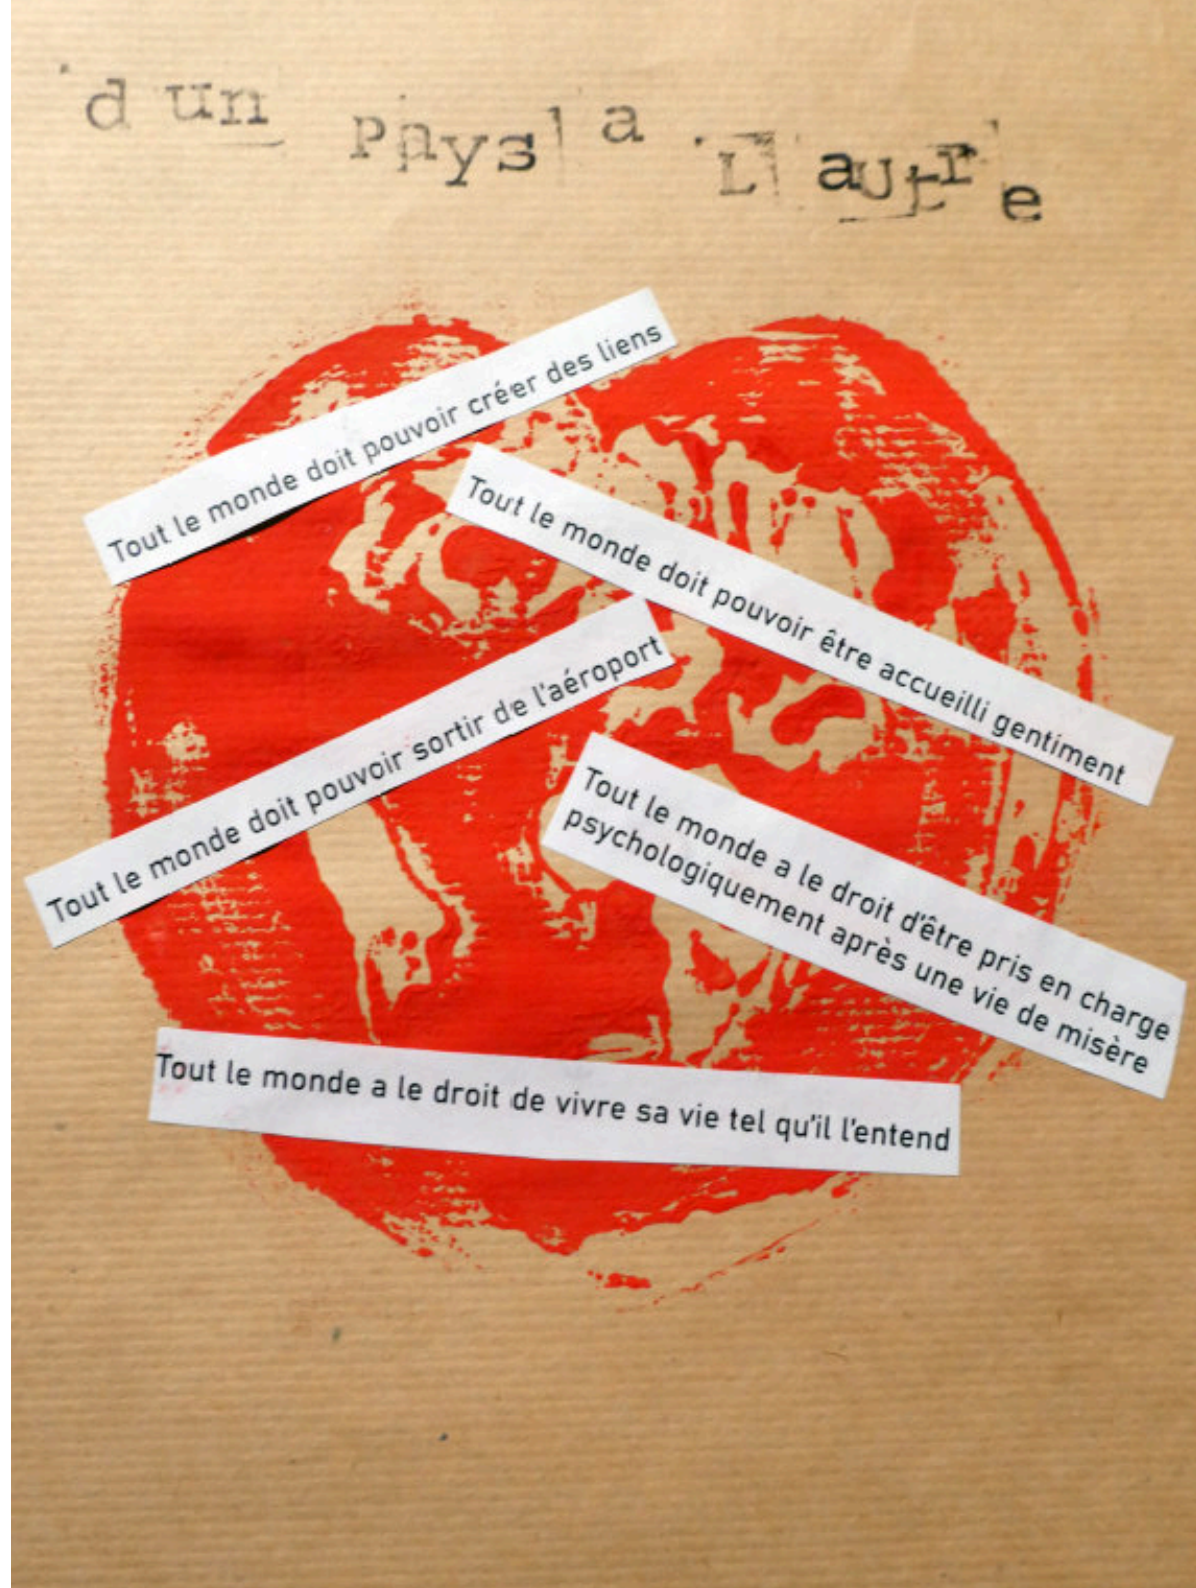 d un pays a L autre
Tout le monde doit pouvoir créer des liens
Tout le monde doit pouvoir être accueilli gentiment
Tout le monde doit pouvoir sortir de l'aéroport
Tout le monde a le droit d'être pris en charge
psychologiquement après une vie de misère
Tout le monde a le droit de vivre sa vie tel qu'il l'entend